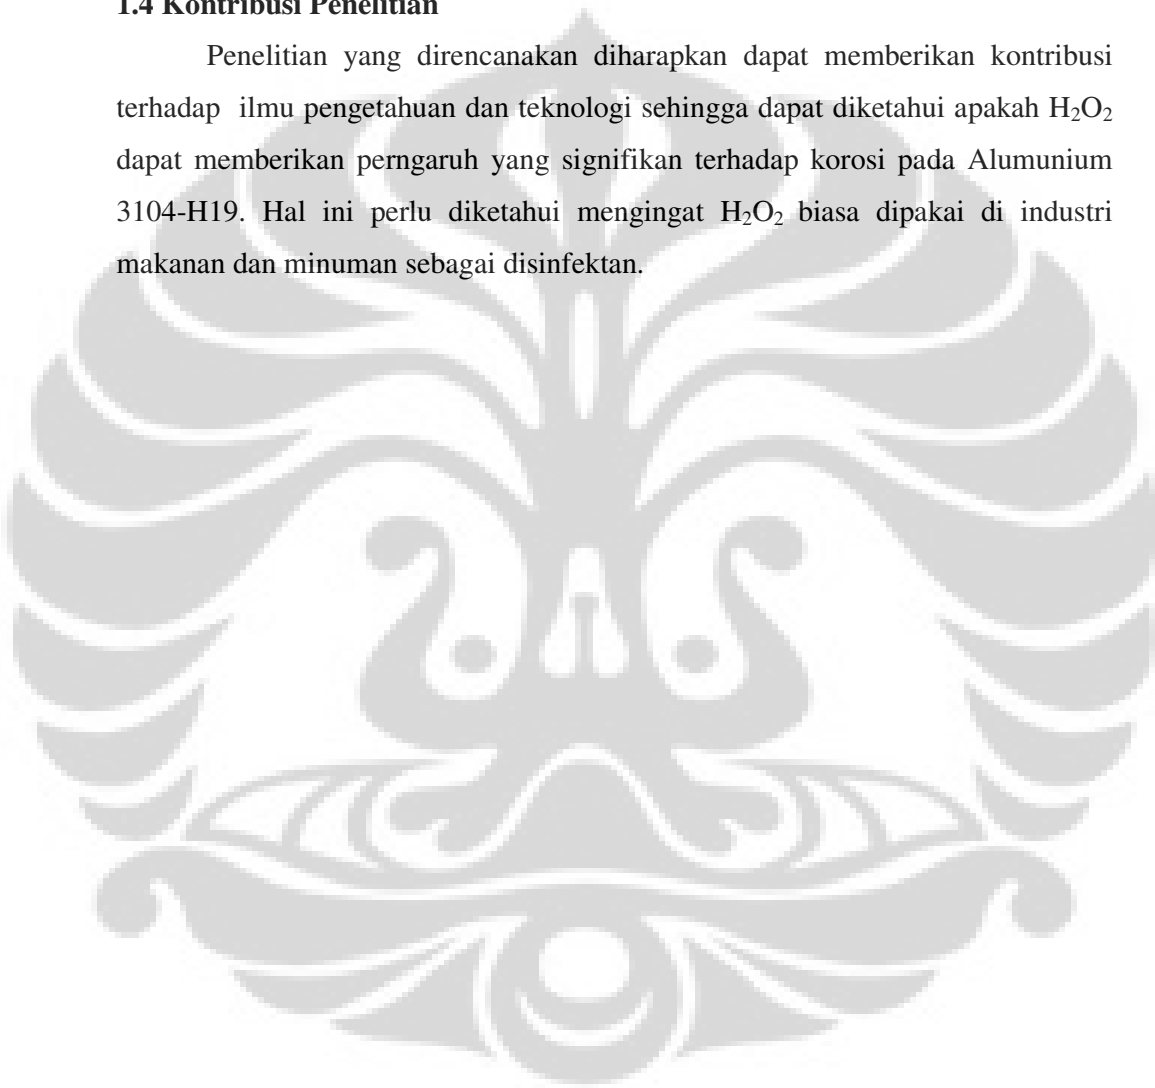 1.4 Kontribusi Penelitian
Penelitian yang direncanakan diharapkan dapat memberikan kontribusi
terhadap ilmu pengetahuan dan teknologi sehingga dapat diketahui apakah H₂O₂
dapat memberikan perngaruh yang signifikan terhadap korosi pada Alumunium
3104-H19. Hal ini perlu diketahui mengingat H₂O₂ biasa dipakai di industri
makanan dan minuman sebagai disinfektan.